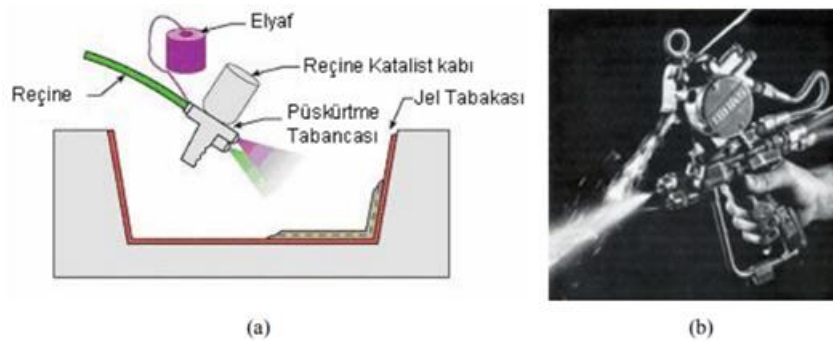 Elyaf
Reçine Katalist kabı
Reçine
Jel Tabakası
Püskürtme
Tabancası
(a)
(b)